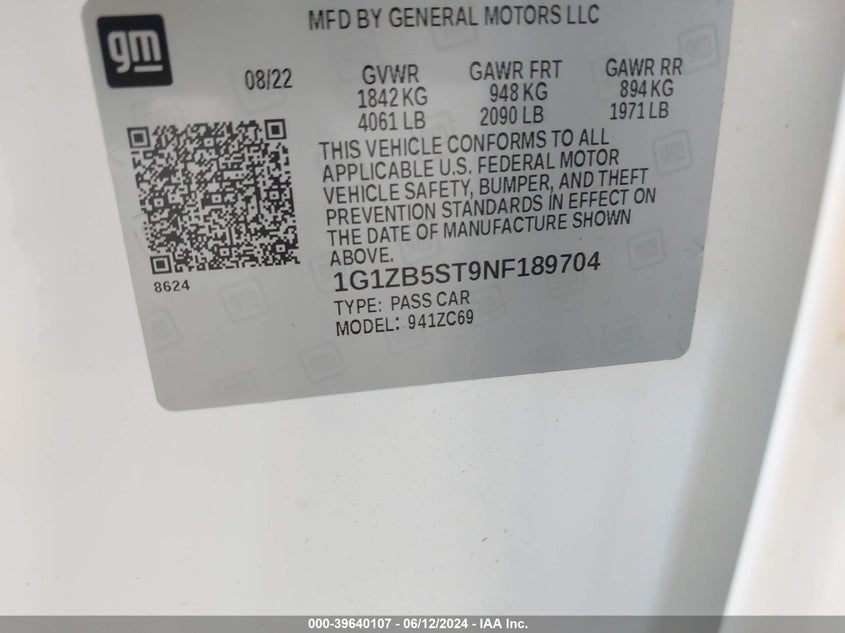 MFD BY GENERAL MOTORS LLC
gm
08/22 GVWR GAWR FRT GAWR RR
1842 KG 948 KG 894 KG
4061 LB 2090 LB 1971 LB
THIS VEHICLE CONFORMS TO ALL
APPLICABLE U.S. FEDERAL MOTOR
VEHICLE SAFETY, BUMPER, AND THEFT
PREVENTION STANDARDS IN EFFECT ON
THE DATE OF MANUFACTURE SHOWN
ABOVE.
8624
1G1ZB5ST9NF189704
TYPE: PASS CAR
MODEL: 941ZC69
000-39640107 - 06/12/2024 - IAA Inc.